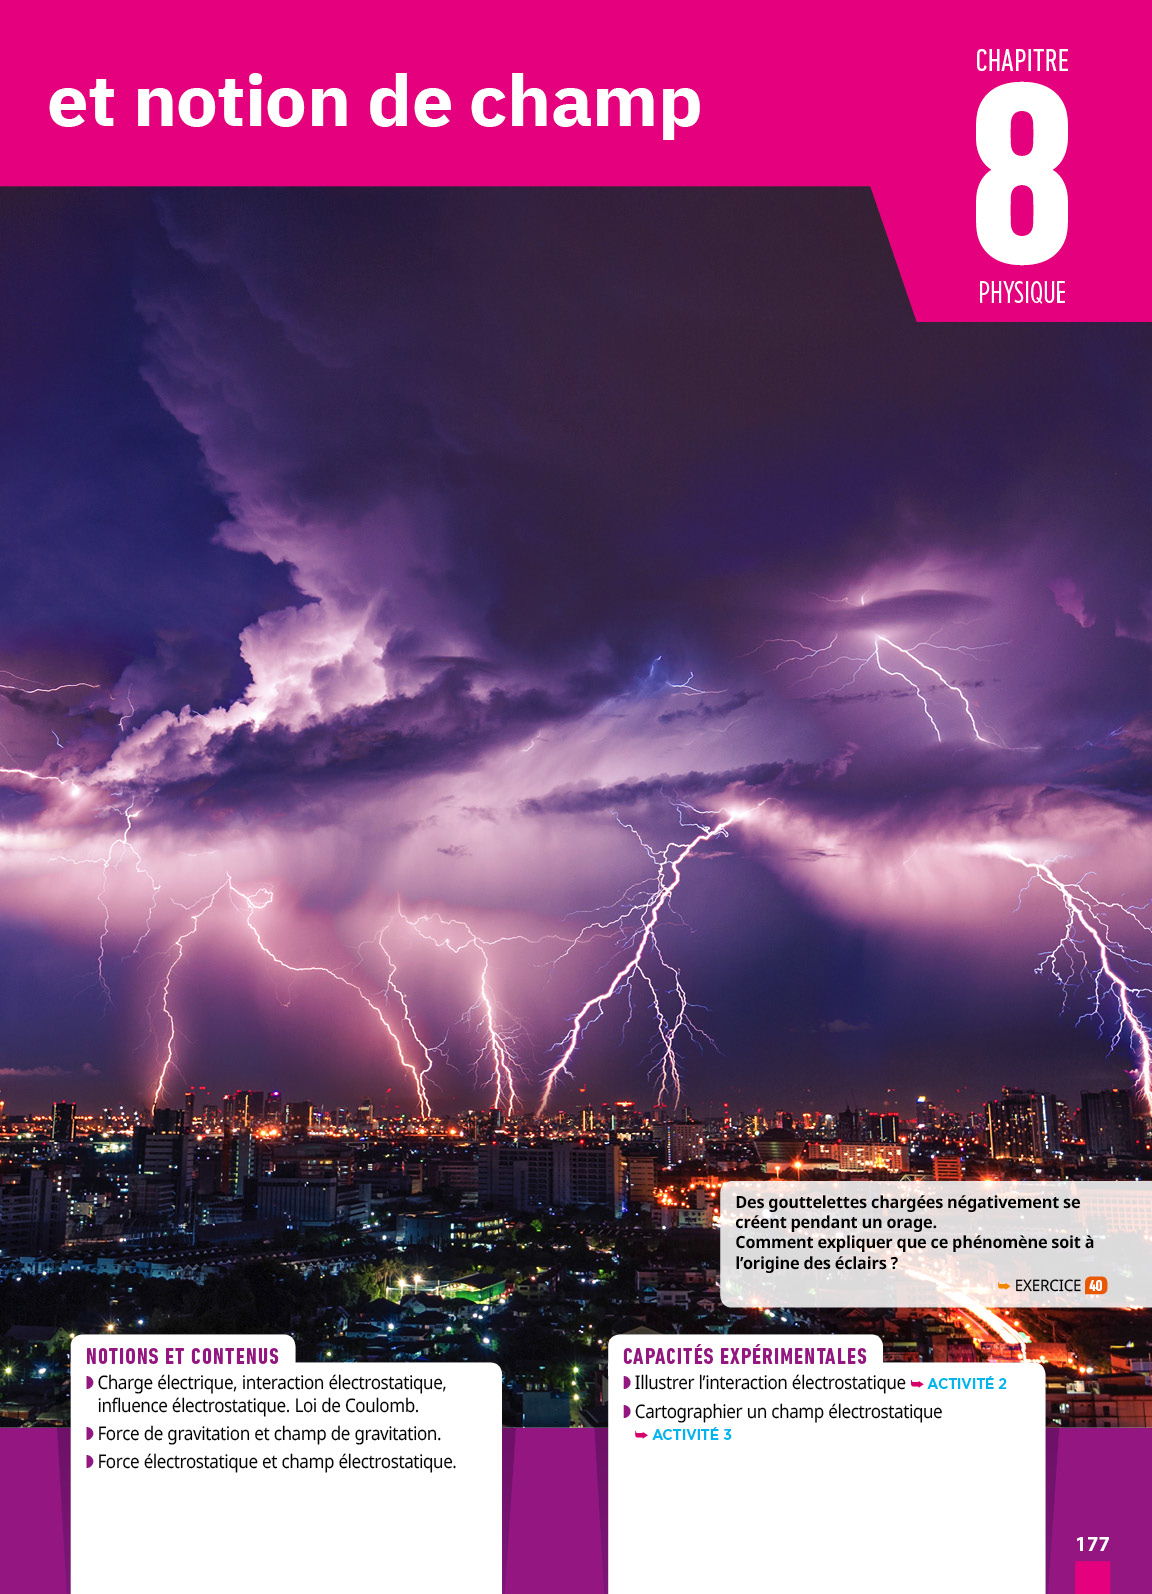 et notion de champ
CHAPITRE
8
PHYSIQUE
Des gouttelettes chargées négativement se
créent pendant un orage.
Comment expliquer que ce phénomène soit à
l’origine des éclairs ?
➥ EXERCICE 40
NOTIONS ET CONTENUS
◗ Charge électrique, interaction électrostatique,
influence électrostatique. Loi de Coulomb.
◗ Force de gravitation et champ de gravitation.
◗ Force électrostatique et champ électrostatique.
CAPACITÉS EXPÉRIMENTALES
◗ Illustrer l’interaction électrostatique ➥ ACTIVITÉ 2
◗ Cartographier un champ électrostatique
➥ ACTIVITÉ 3
177